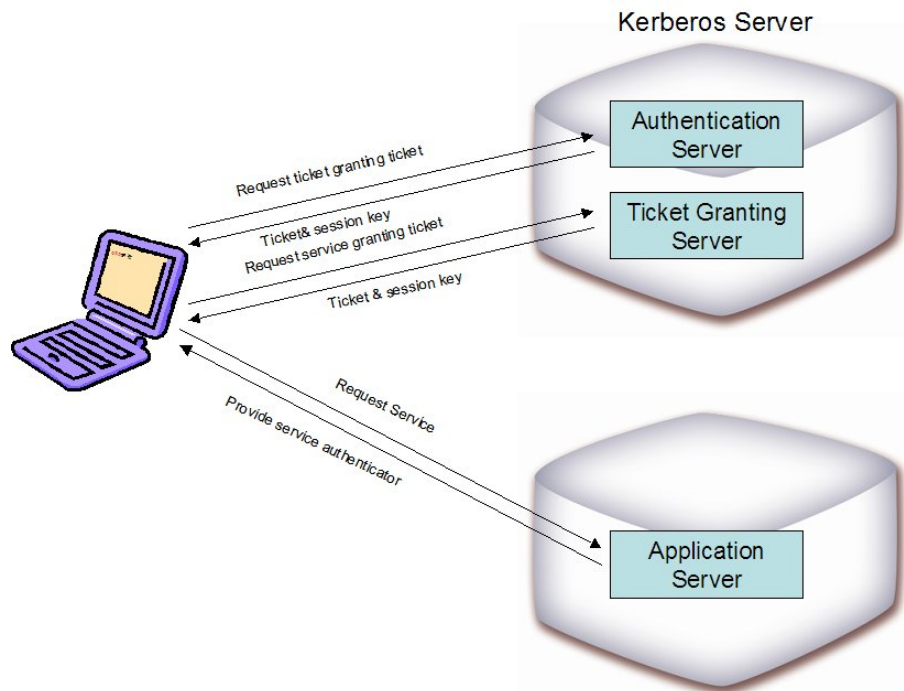 Kerberos Server
Authentication
Server
Request ticket granting ticket
Ticket& session key
Request service granting ticket
Ticket & session key
Ticket Granting
Server
Request Service
Provide service authenticator
Application
Server